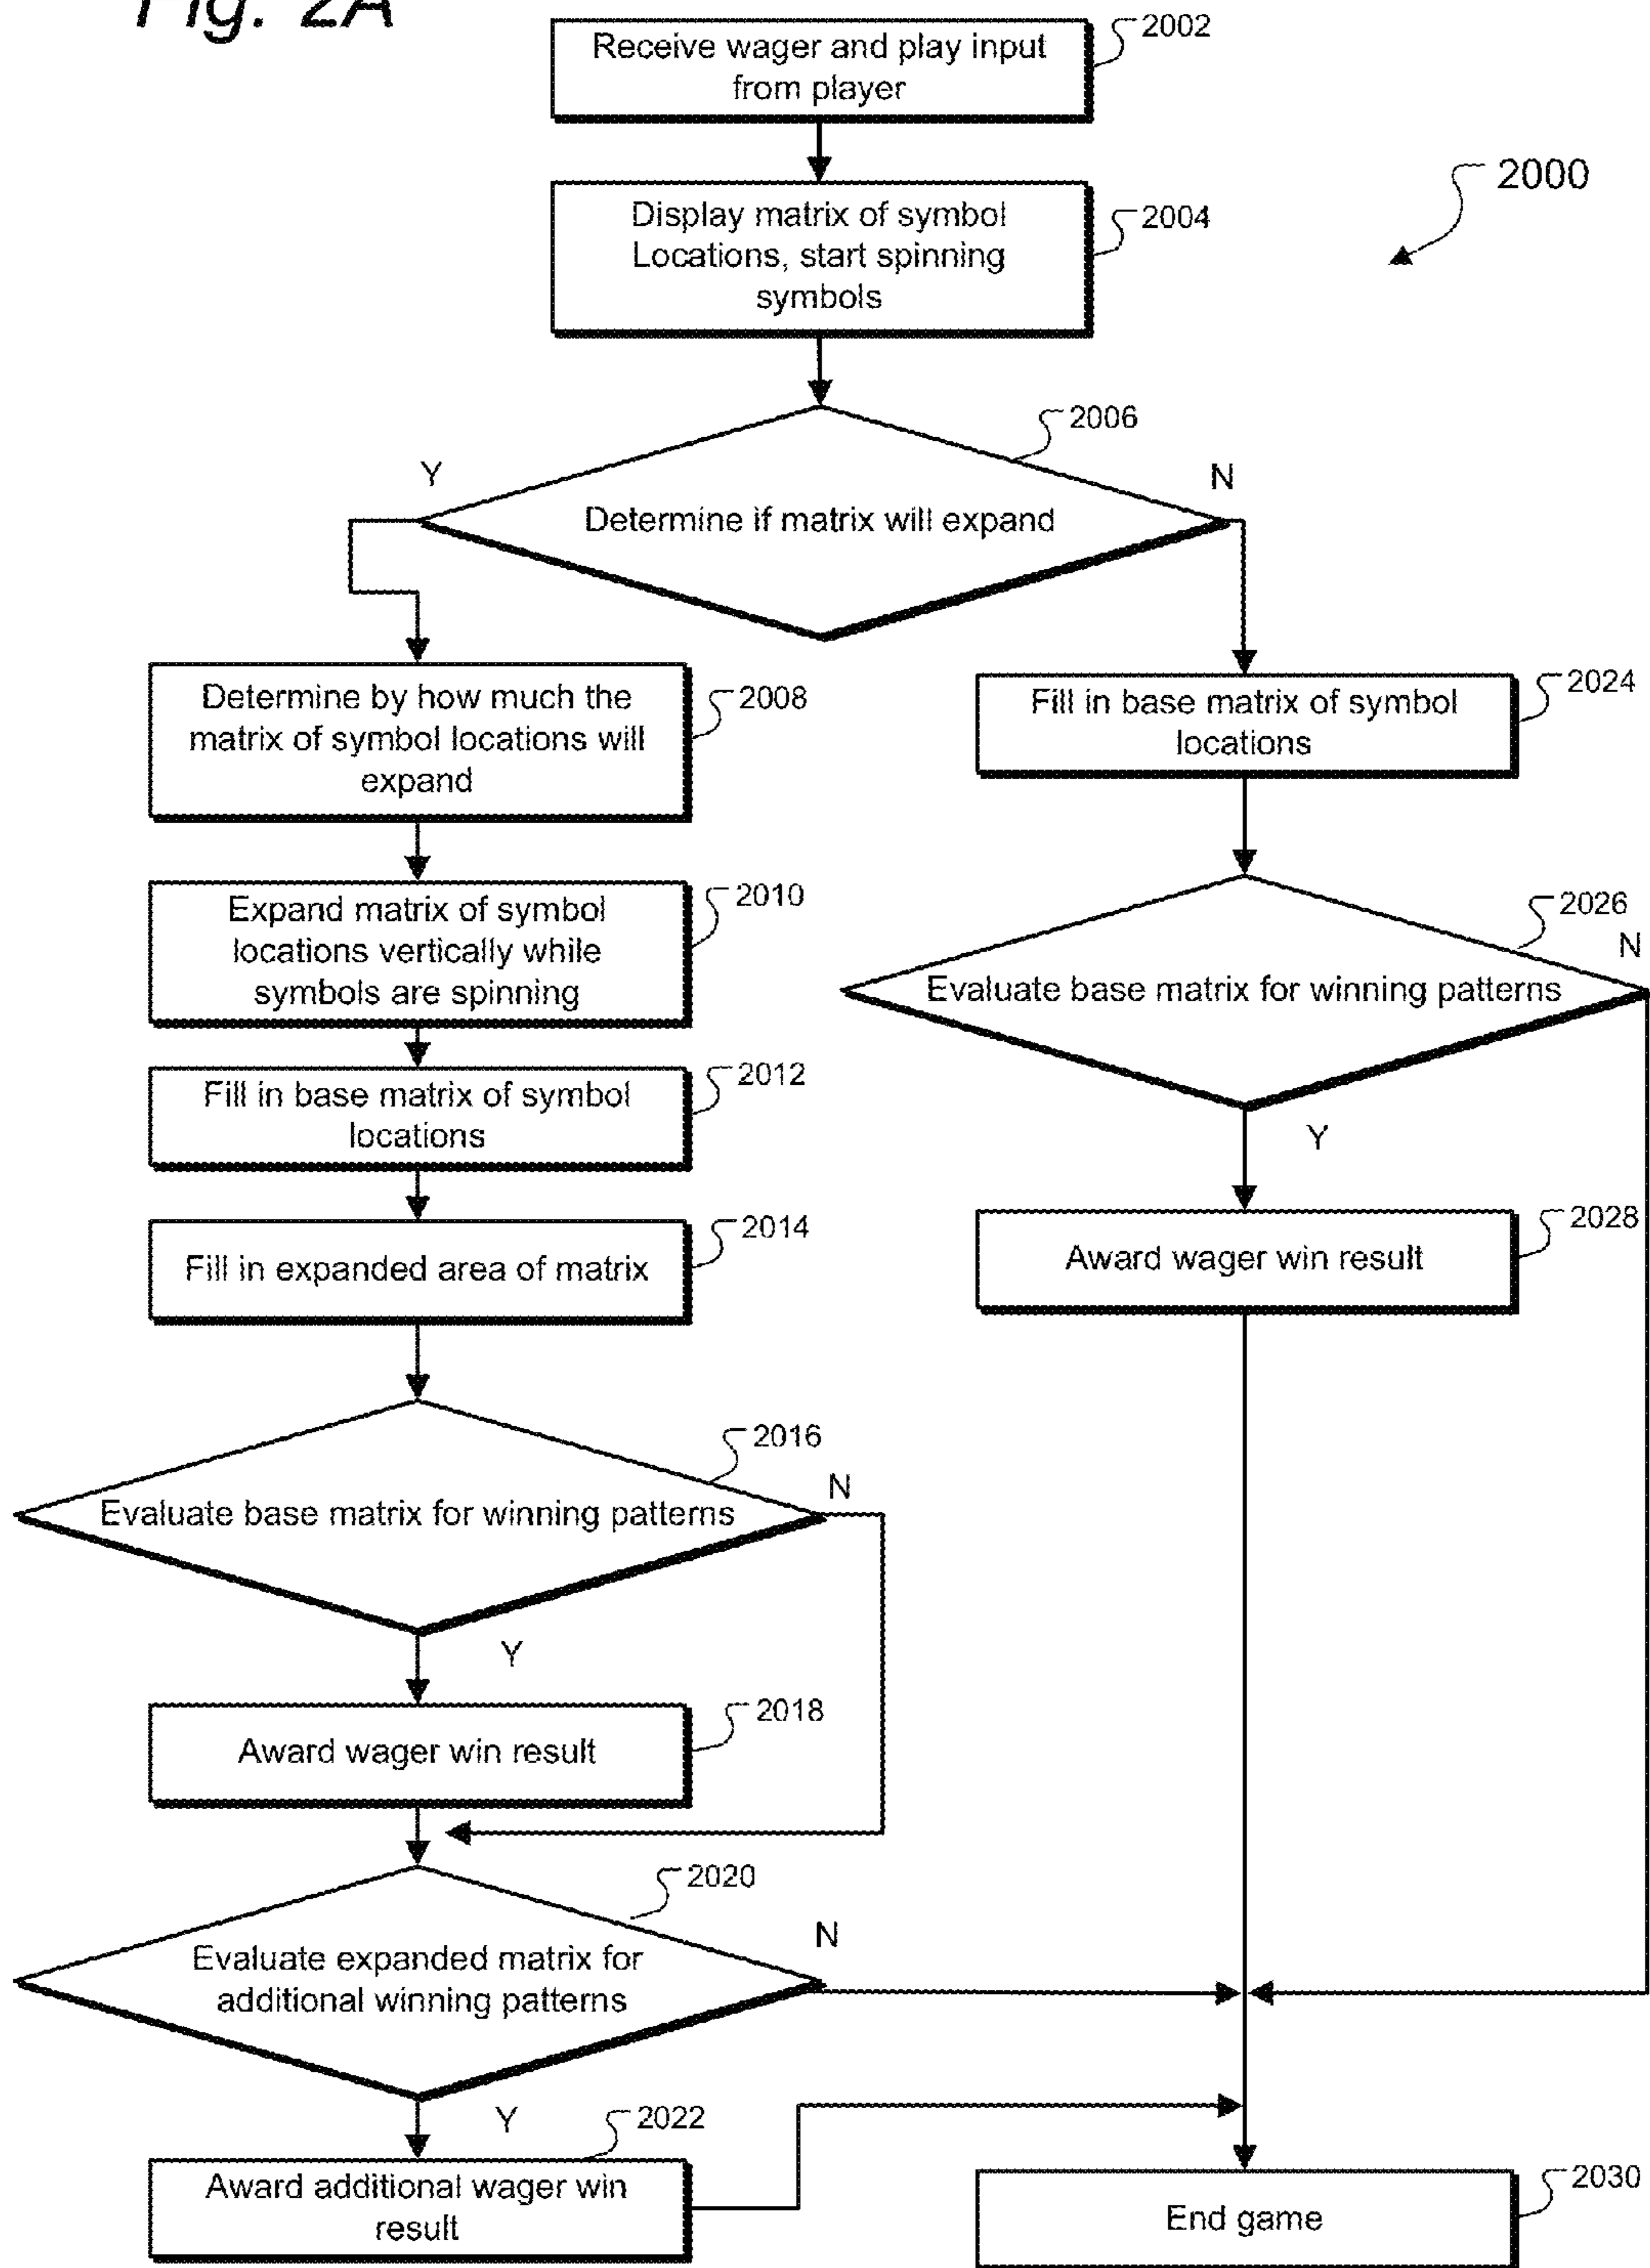 Fig. 2A
Receive wager and play input
from player
2002
2000
Display matrix of symbol
Locations, start spinning
symbols
2004
2006
Y
N
Determine if matrix will expand
Determine by how much the
matrix of symbol locations will
expand
2008
Fill in base matrix of symbol
locations
2024
Expand matrix of symbol
locations vertically while
symbols are spinning
2010
2026
N
Evaluate base matrix for winning patterns
Y
Fill in base matrix of symbol
locations
2012
Award wager win result
2028
Fill in expanded area of matrix
2014
2016
N
Evaluate base matrix for winning patterns
Y
Award wager win result
2018
2020
N
Evaluate expanded matrix for
additional winning patterns
Y
2022
Award additional wager win
result
End game
2030